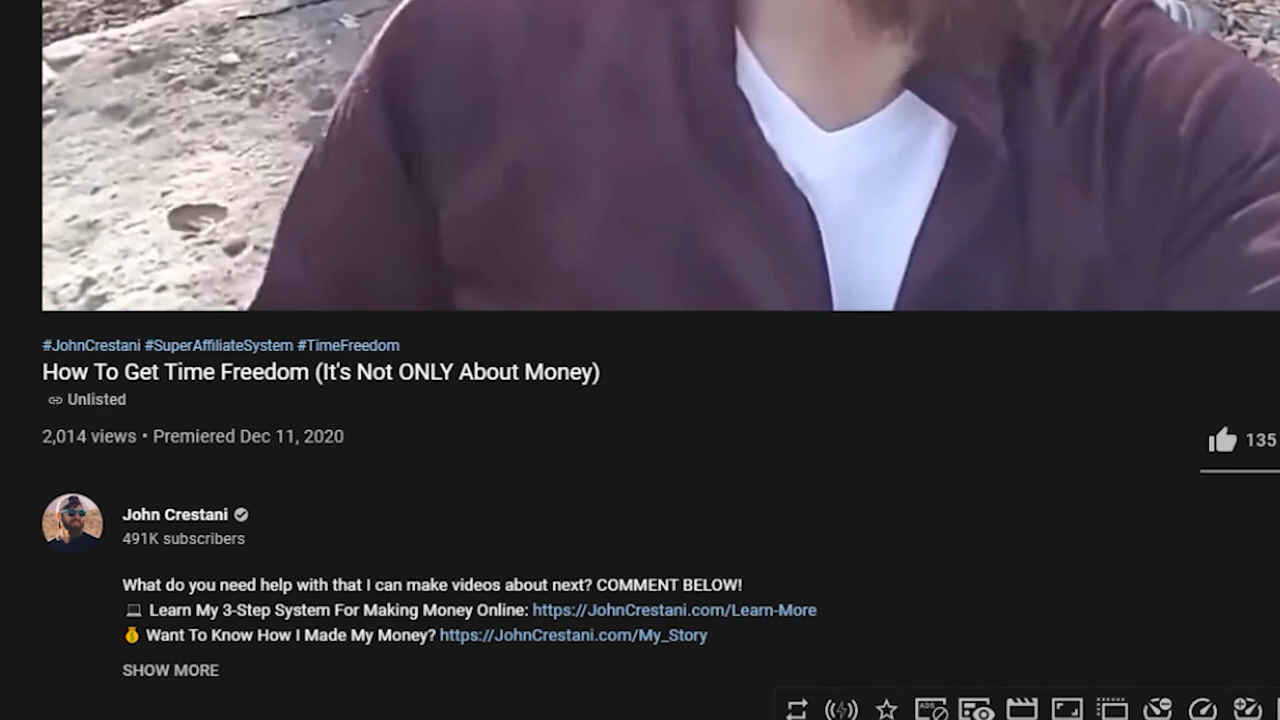 #JohnCrestani #SuperAffiliateSystem #TimeFreedom
How To Get Time Freedom (It's Not ONLY About Money)
Unlisted
2,014 views • Premiered Dec 11, 2020
135
John Crestani
491K subscribers
What do you need help with that I can make videos about next? COMMENT BELOW!
💻 Learn My 3-Step System For Making Money Online: https://JohnCrestani.com/Learn-More
💰 Want To Know How I Made My Money? https://JohnCrestani.com/My_Story
SHOW MORE
ADS